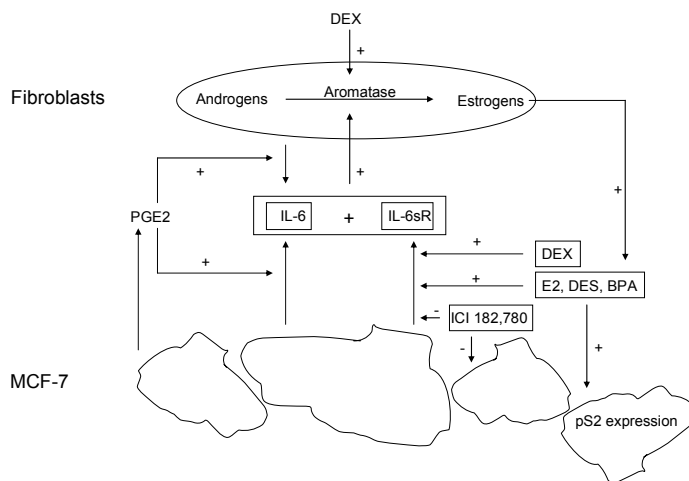 DEX
+
Fibroblasts
Androgens
Aromatase
Estrogens
+
+
+
PGE2
IL-6
+
IL-6sR
+
+
DEX
+
E2, DES, BPA
-
ICI 182,780
-
+
MCF-7
pS2 expression